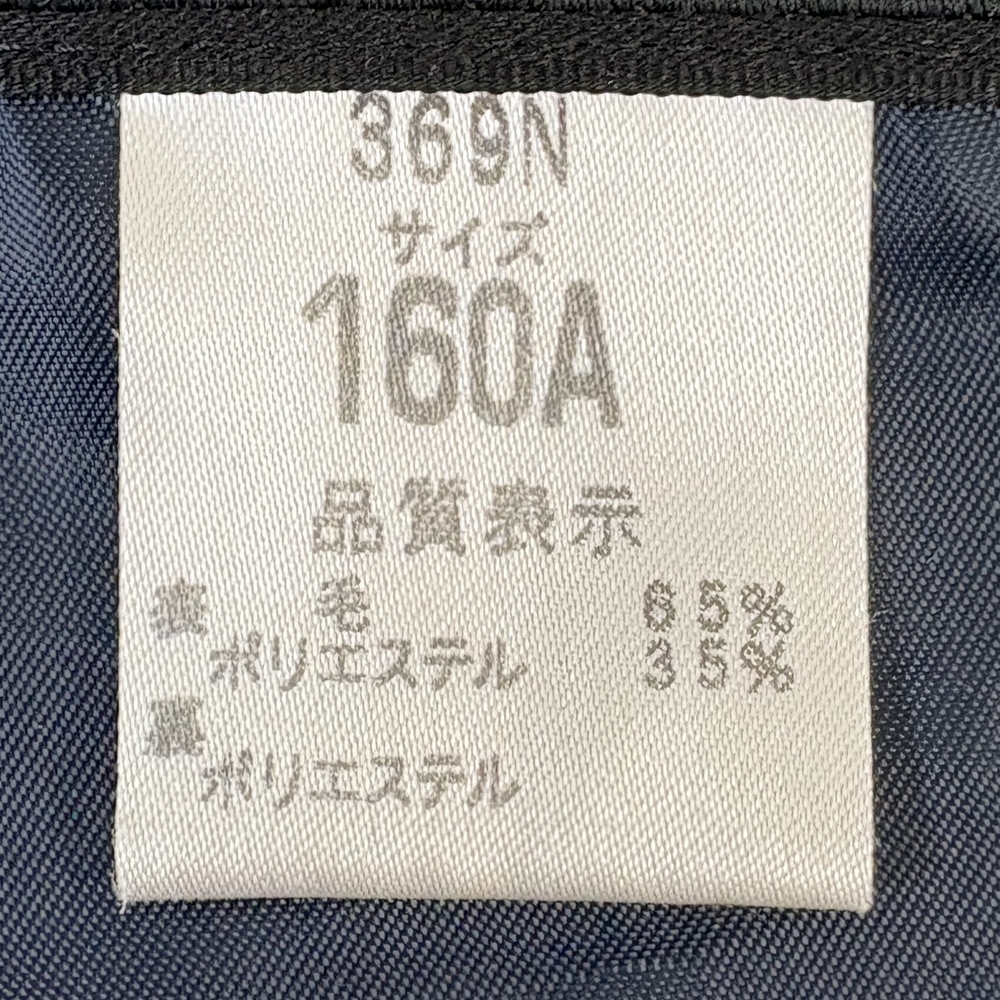 369N
サイズ
160A
品質表示
表 毛 65%
ポリエステル 35%
裏
ポリエステル